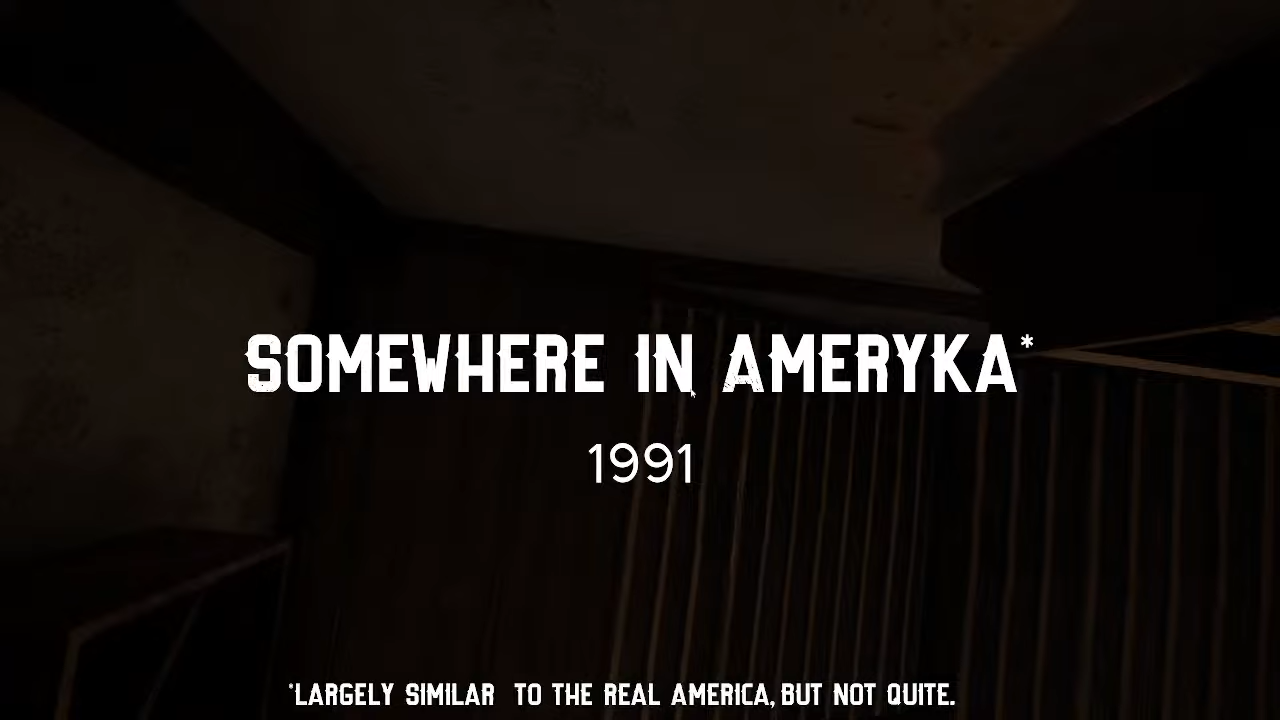 SOMEWHERE IN AMERYKA*
1991
*LARGELY SIMILAR TO THE REAL AMERICA, BUT NOT QUITE.